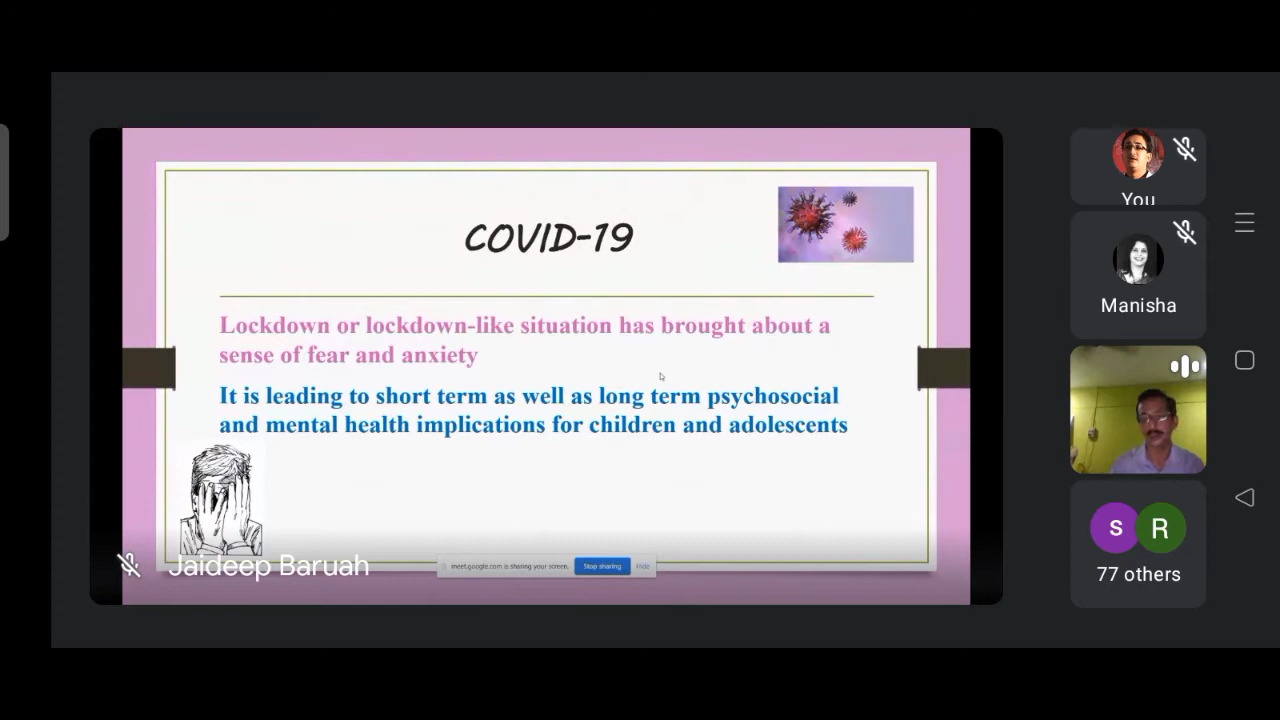 COVID-19
Lockdown or lockdown-like situation has brought about a
sense of fear and anxiety
It is leading to short term as well as long term psychosocial
and mental health implications for children and adolescents
Jaideep Baruah
meet.google.com is sharing your screen.
Stop sharing
Hide
You
Manisha
S
R
77 others